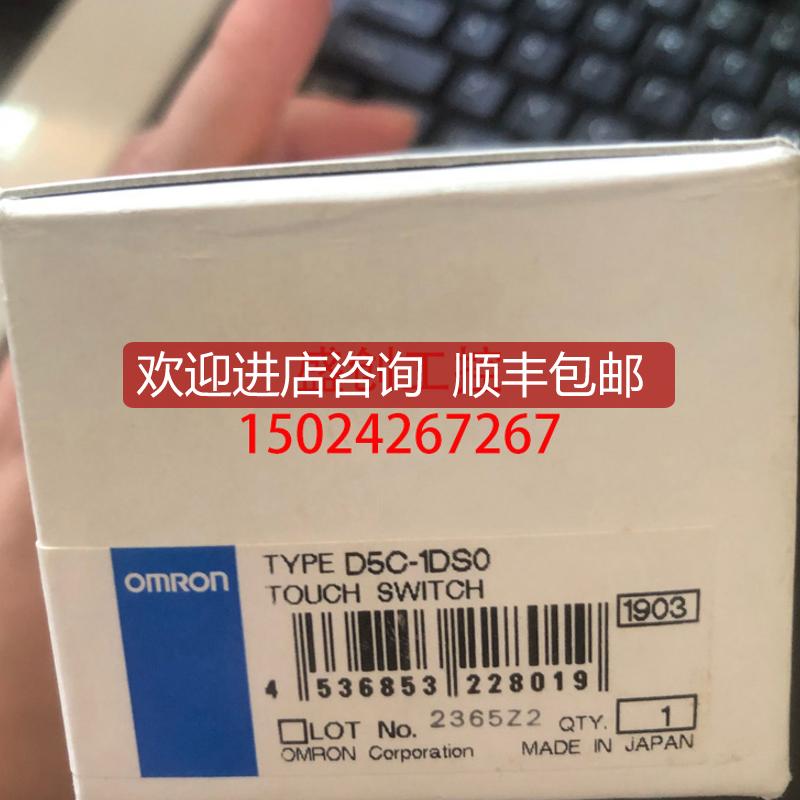 欢迎进店咨询 顺丰包邮
15024267267
OMRON
TYPE D5C-1DS0
TOUCH SWITCH
1903
4 536853 228019
LOT No. 2365Z2 QTY. 1
OMRON Corporation MADE IN JAPAN